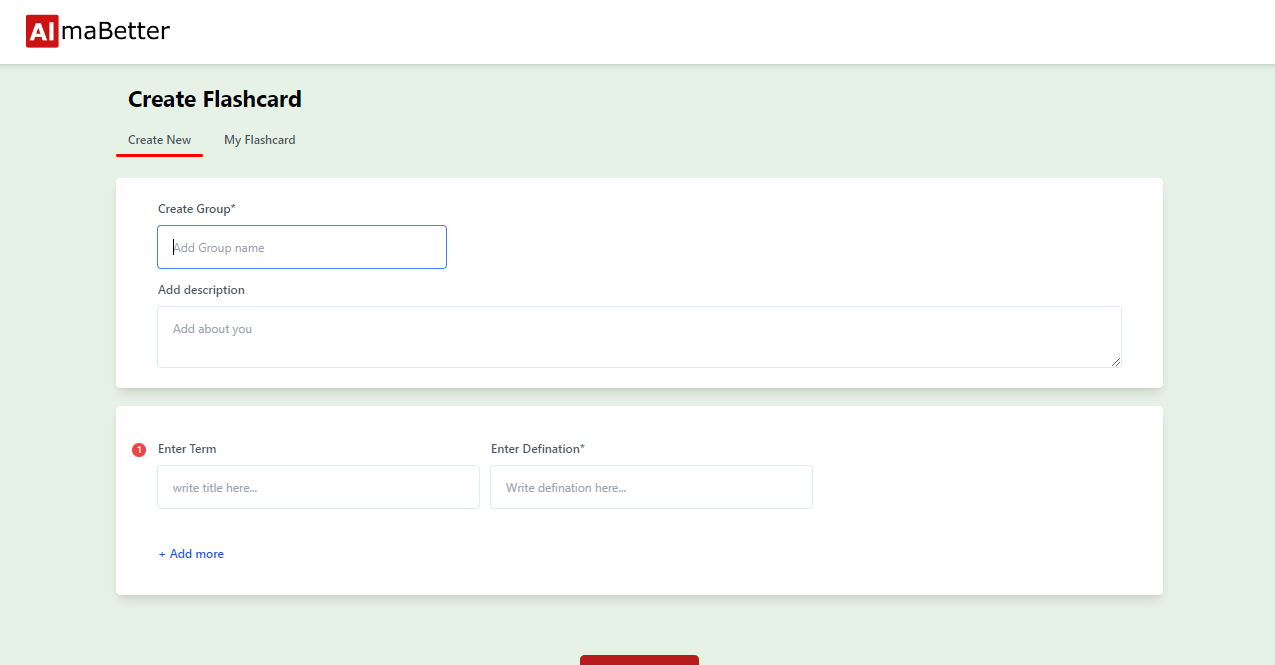 AlmaBetter
Create Flashcard
Create New My Flashcard
Create Group*
Add Group name
Add description
Add about you
1 Enter Term Enter Defination*
write title here... Write defination here...
+ Add more